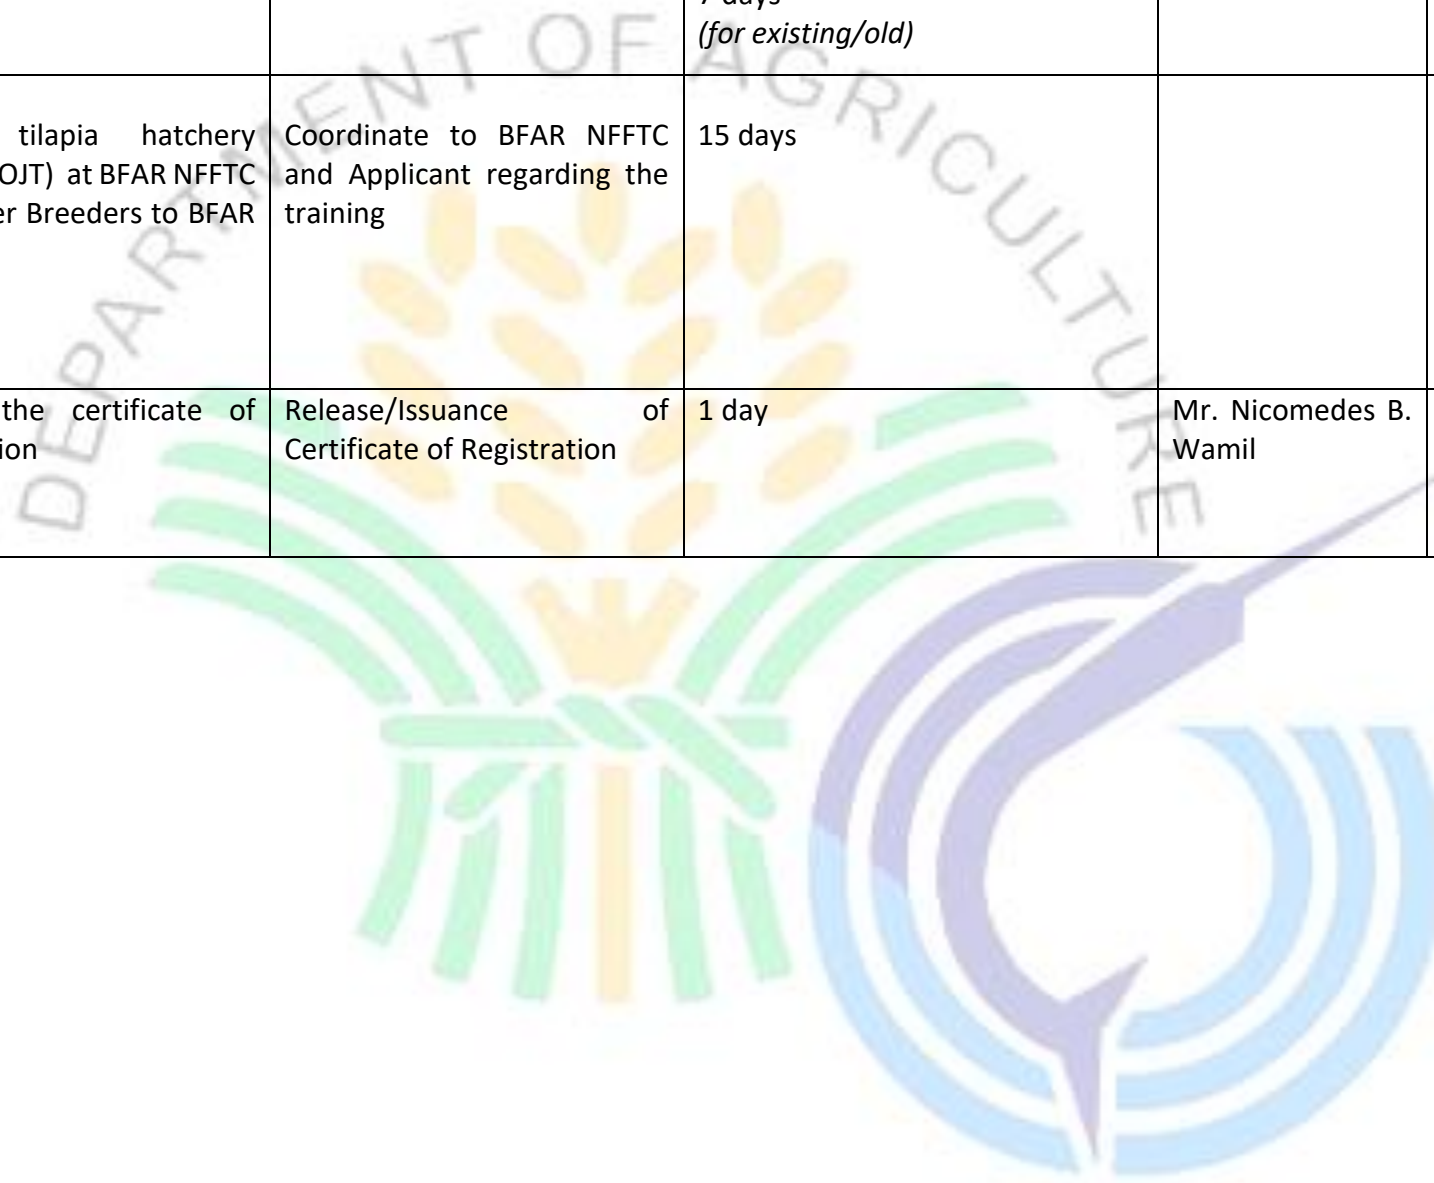 7 days
(for existing/old)
DEPARTMENT OF AGRICULTURE
tilapia hatchery
OJT) at BFAR NFFTC
er Breeders to BFAR
Coordinate to BFAR NFFTC
and Applicant regarding the
training
15 days
the certificate of
ion
Release/Issuance of
Certificate of Registration
1 day
Mr. Nicomedes B.
Wamil